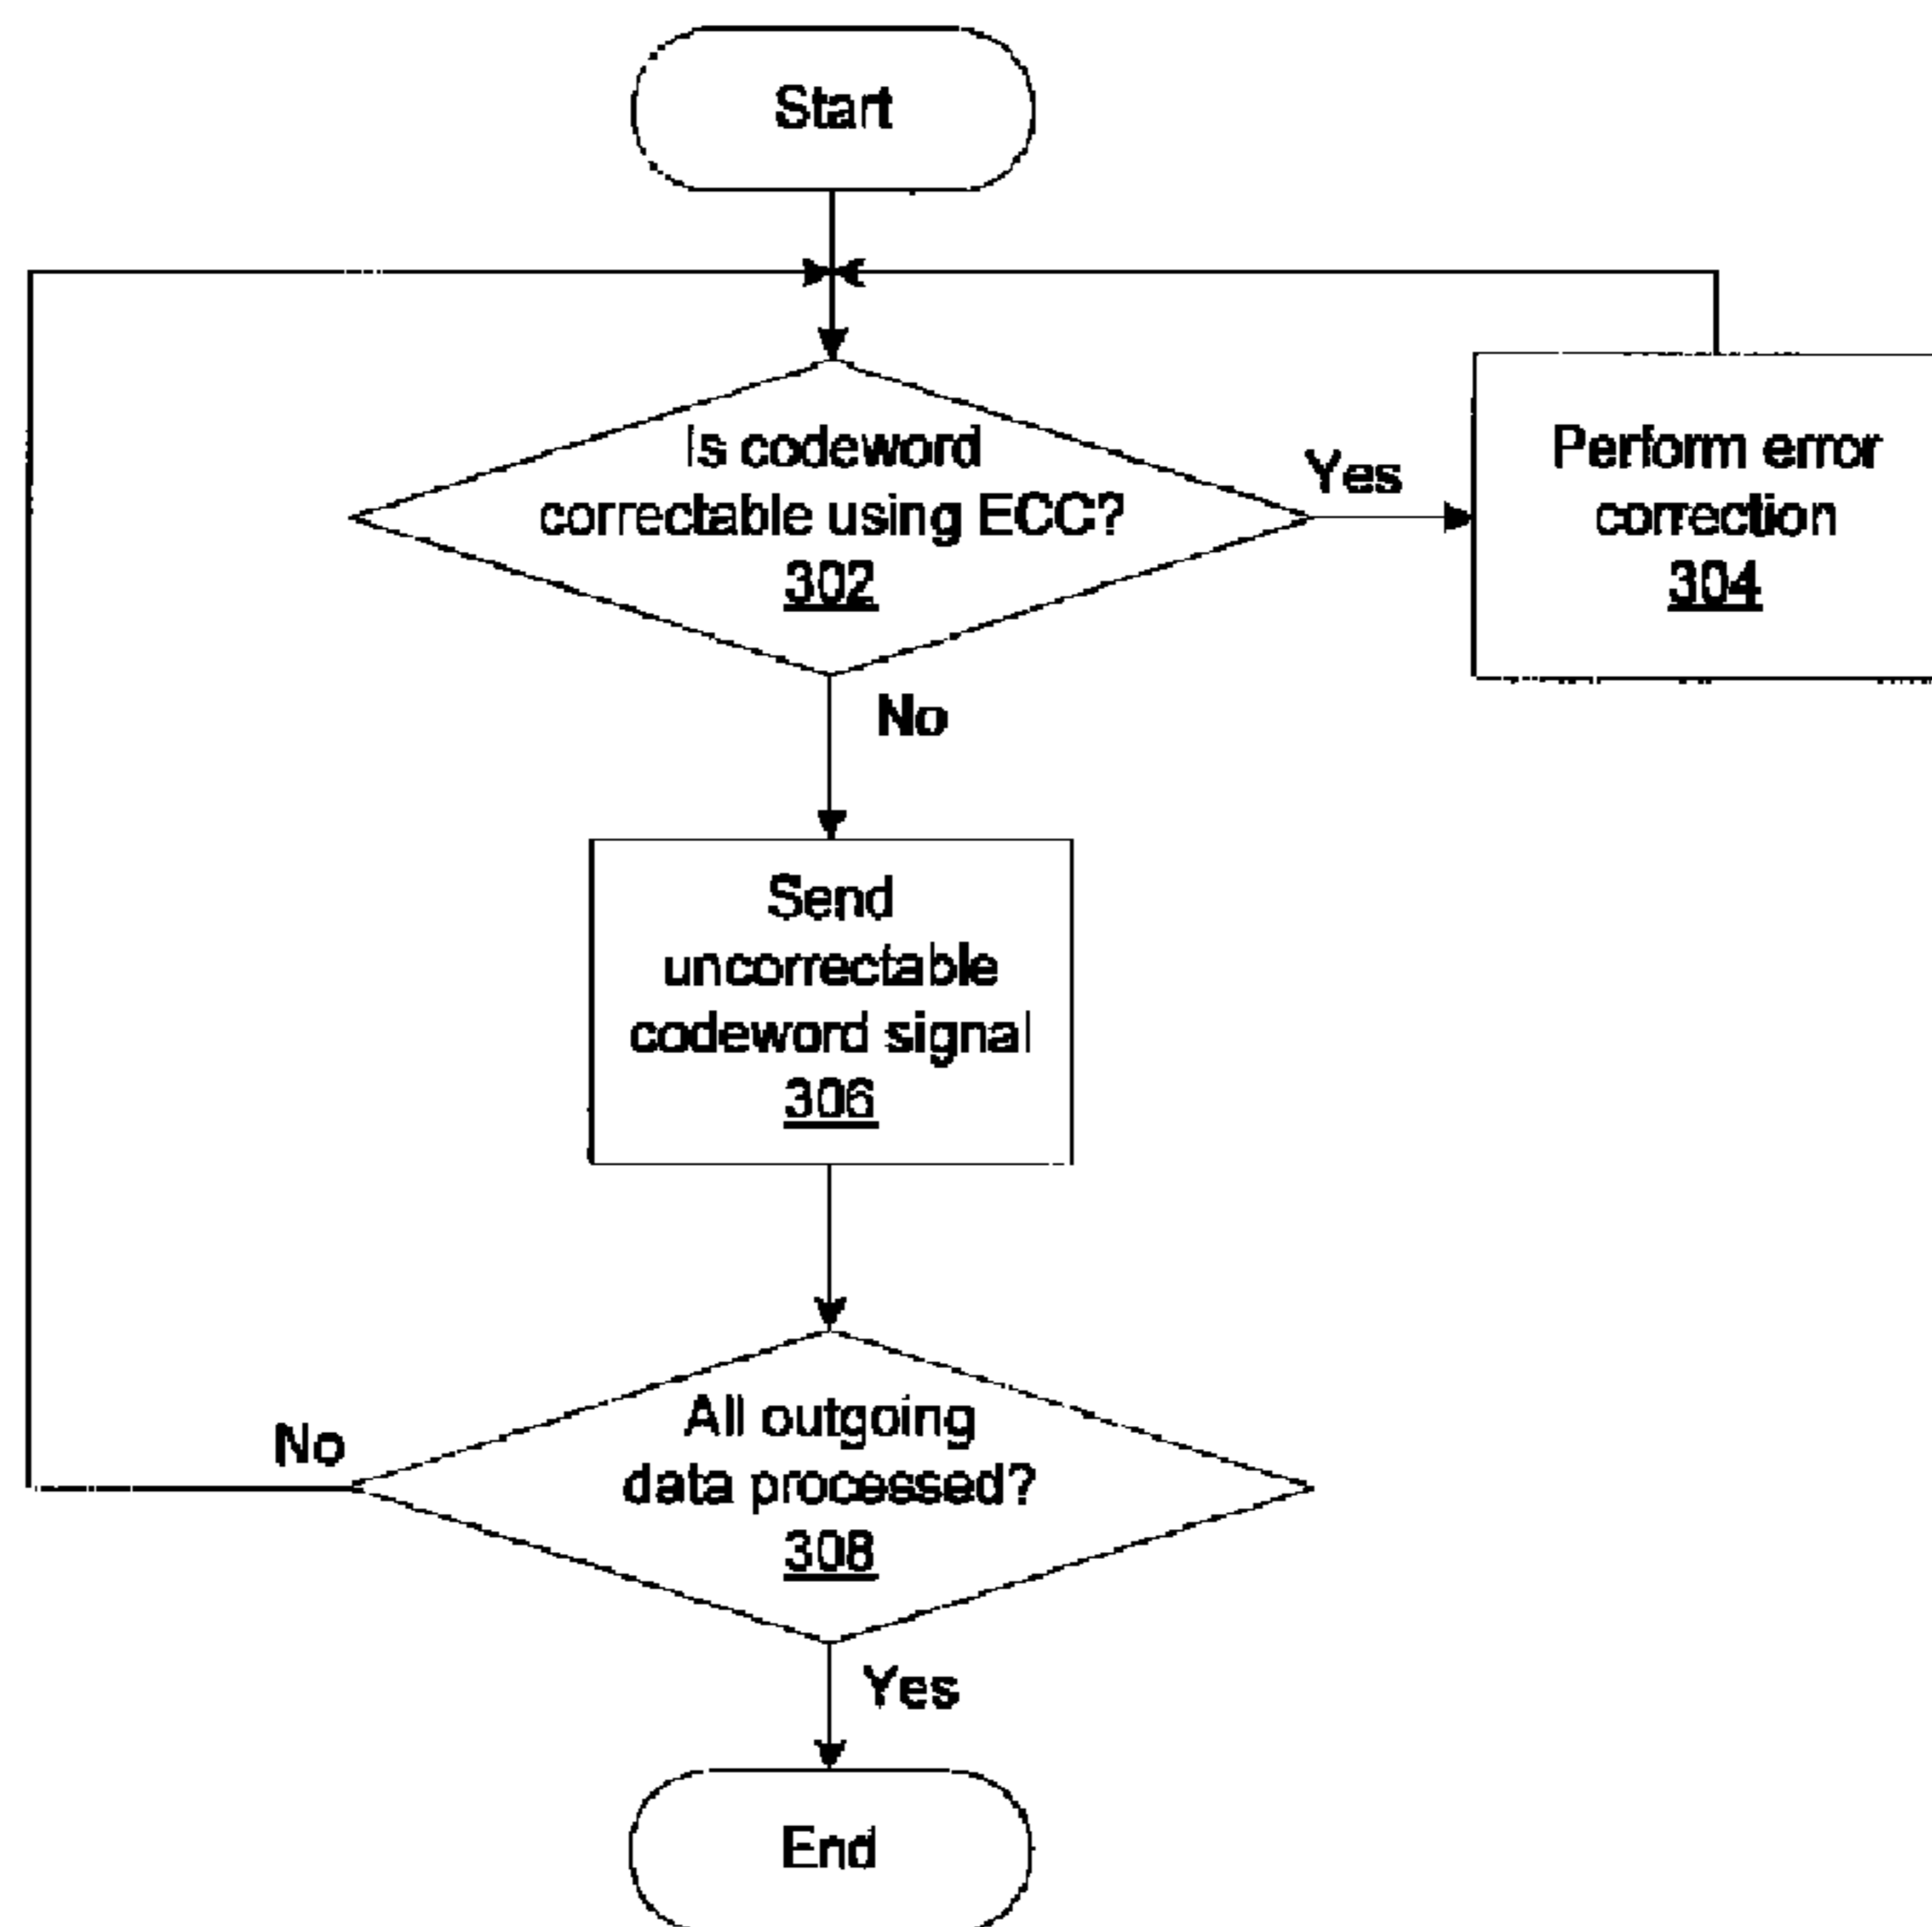 Start
Is codeword
correctable using ECC?
302
Yes
Perform error
correction
304
No
Send
uncorrectable
codeword signal
306
No
All outgoing
data processed?
308
Yes
End